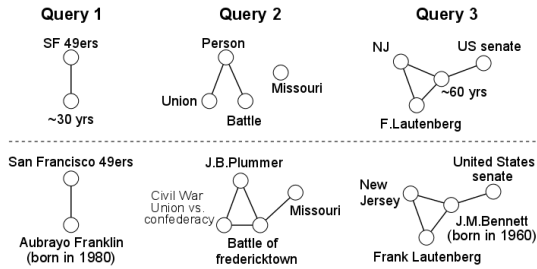 Query 1
Query 2
Query 3
SF 49ers
~30 yrs
Person
Union
Battle
Missouri
NJ
US senate
~60 yrs
F.Lautenberg
San Francisco 49ers
Aubrayo Franklin
(born in 1980)
J.B.Plummer
Civil War
Union vs.
confederacy
Missouri
Battle of
fredericktown
United States
senate
New
Jersey
J.M.Bennett
(born in 1960)
Frank Lautenberg